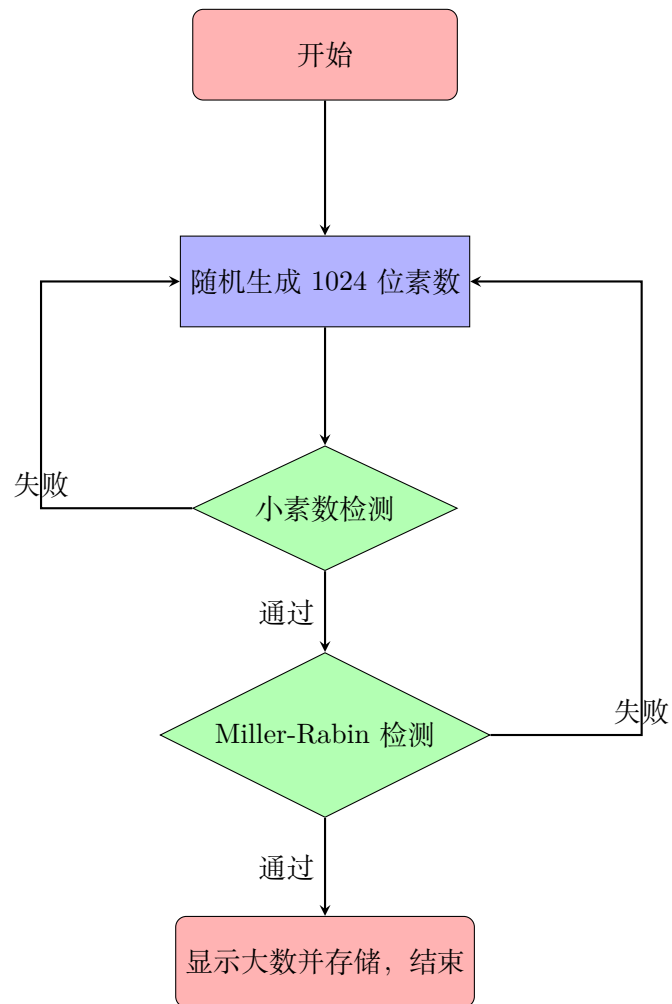 开始
随机生成 1024 位素数
失败
小素数检测
通过
失败
Miller-Rabin 检测
通过
显示大数并存储，结束